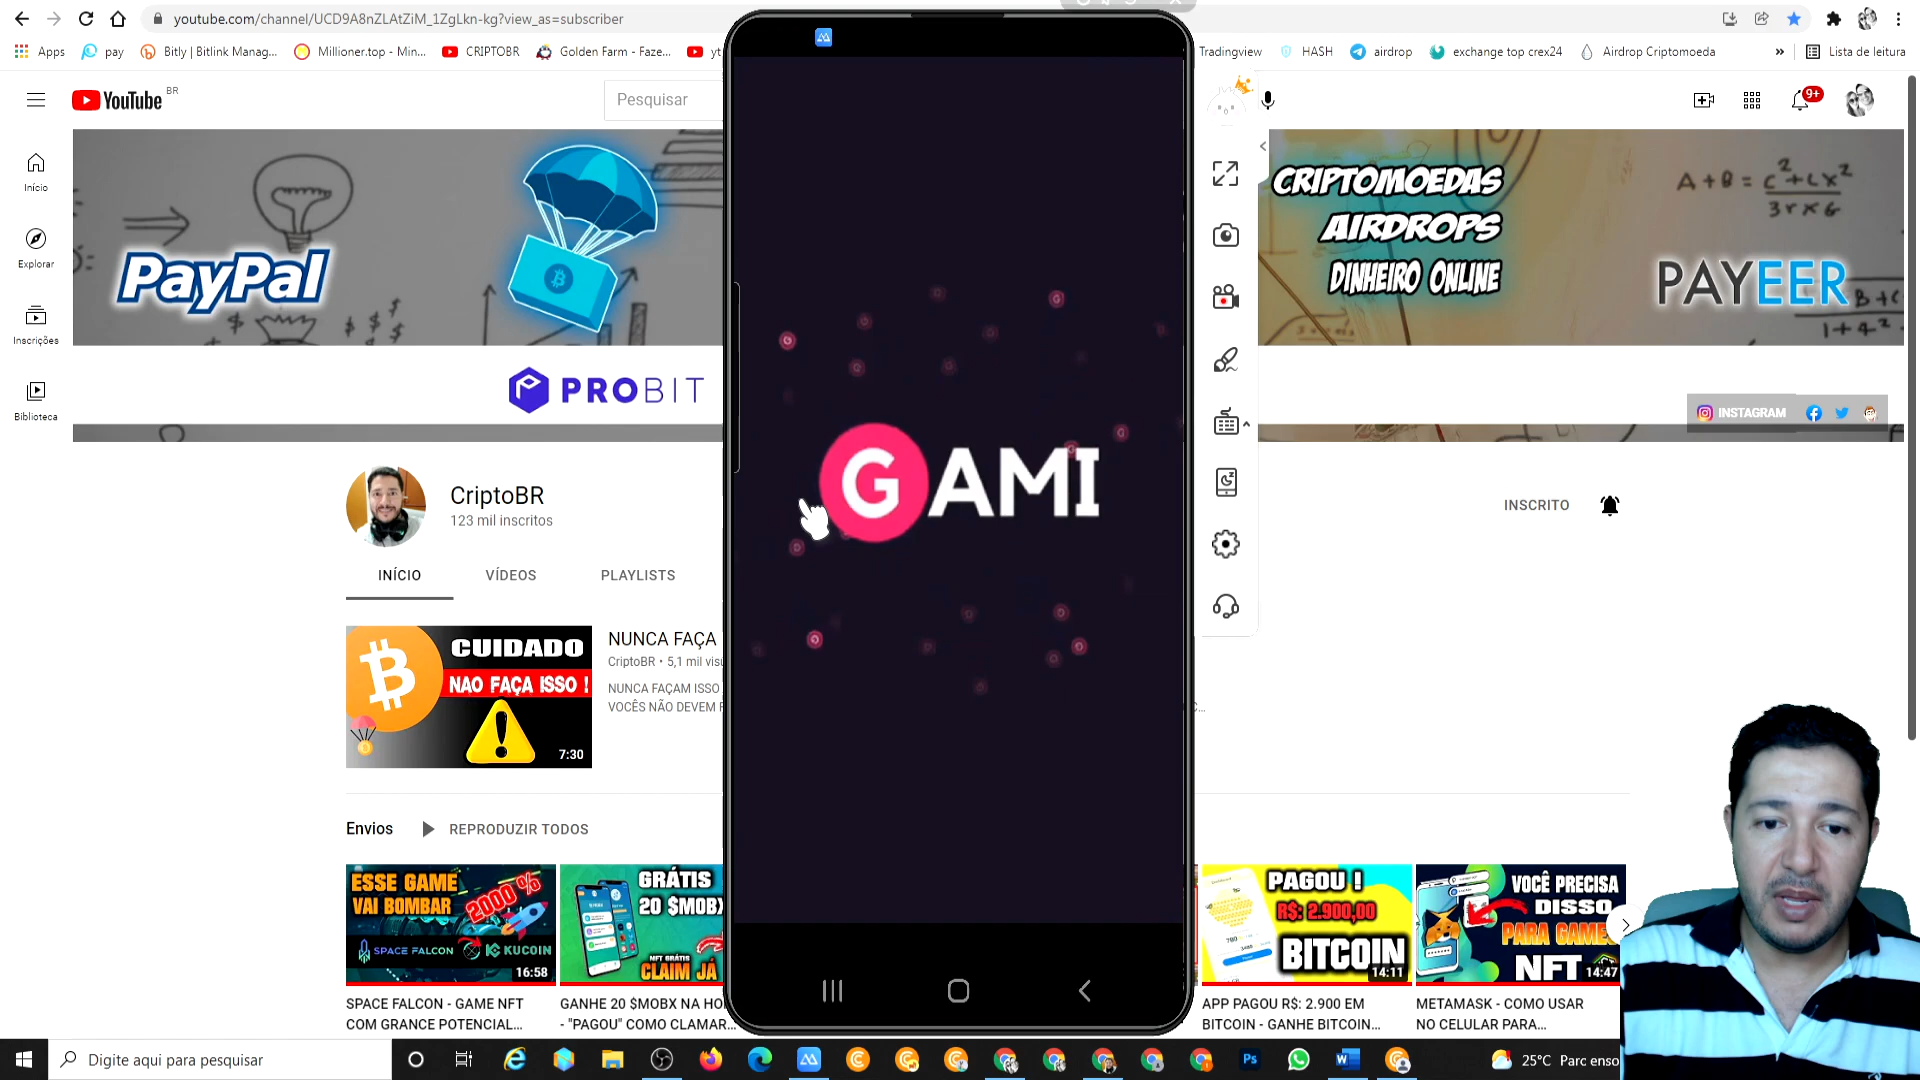 youtube.com/channel/UCD9A8nZLAtZiM_1ZgLkn-kg?view_as=subscriber
Apps
pay
Bitly | Bitlink Manag...
Millioner.top - Min...
CRIPTOBR
Golden Farm - Faze...
yt
Tradingview
HASH
airdrop
exchange top crex24
Airdrop Criptomoeda
»
Lista de leitura
YouTube BR
Pesquisar
9+
Início
Explorar
Inscrições
Biblioteca
PayPal
CRIPTOMOEDAS
AIRDROPS
DINHEIRO ONLINE
PAYEER
PROBIT
INSTAGRAM
GAMI
CriptoBR
123 mil inscritos
INSCRITO
INÍCIO
VÍDEOS
PLAYLISTS
CUIDADO
NAO FAÇA ISSO !
7:30
NUNCA FAÇA
CriptoBR • 5,1 mil visu
NUNCA FAÇAM ISSO
VOCÊS NÃO DEVEM F
Envios
REPRODUZIR TODOS
ESSE GAME
VAI BOMBAR
2000 %
SPACE FALCON
KUCOIN
16:58
GRÁTIS
20 $MOBX
NFT GRÁTIS
CLAIM JÁ
PAGOU !
R$: 2.900,00
BITCOIN
14:11
VOCÊ PRECISA
DISSO
PARA GAME
NFT
14:47
SPACE FALCON - GAME NFT
COM GRANCE POTENCIAL...
GANHE 20 $MOBX NA HO
- "PAGOU" COMO CLAMAR...
APP PAGOU R$: 2.900 EM
BITCOIN - GANHE BITCOIN...
METAMASK - COMO USAR
NO CELULAR PARA...
Digite aqui para pesquisar
25°C Parc enso